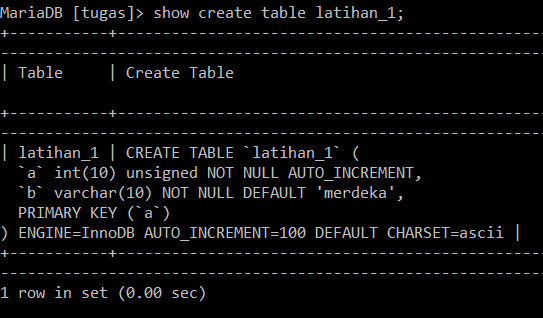 MariaDB [tugas]> show create table latihan_1;
+-----------+----------------------------------------------------
-----------------------------------------------------------------
| Table     | Create Table

+-----------+----------------------------------------------------
-----------------------------------------------------------------
| latihan_1 | CREATE TABLE `latihan_1` (
  `a` int(10) unsigned NOT NULL AUTO_INCREMENT,
  `b` varchar(10) NOT NULL DEFAULT 'merdeka',
  PRIMARY KEY (`a`)
) ENGINE=InnoDB AUTO_INCREMENT=100 DEFAULT CHARSET=ascii |
+-----------+----------------------------------------------------
-----------------------------------------------------------------
1 row in set (0.00 sec)